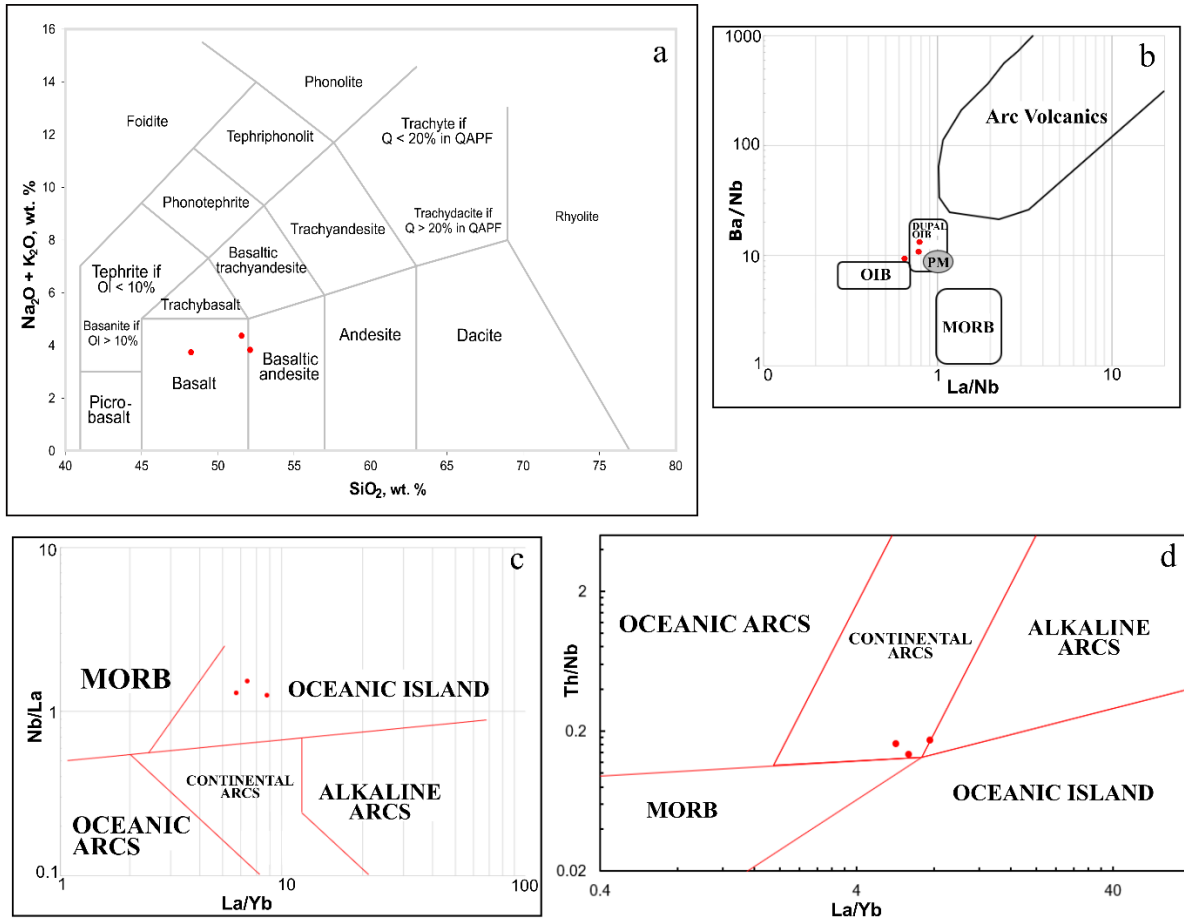 a
16
14
12
10
8
6
4
2
0
Na2O + K2O, wt. %
Phonolite
Foidite
Tephriphonolit
Trachyte if
Q < 20% in QAPF
Phonotephrite
Trachyandesite
Trachydacite if
Q > 20% in QAPF
Rhyolite
Basaltic
trachyandesite
Tephrite if
Ol < 10%
Trachybasalt
Basanite if
Ol > 10%
Andesite
Dacite
Basaltic
andesite
Basalt
Picro-
basalt
40 45 50 55 60 65 70 75 80
SiO2, wt. %
b
1000
100
10
1
Ba/Nb
Arc Volcanics
DUPAL
OIB
PM
OIB
MORB
0 1 10
La/Nb
c
10
1
0.1
Nb/La
MORB
OCEANIC ISLAND
CONTINENTAL
ARCS
ALKALINE
ARCS
OCEANIC
ARCS
1 10 100
La/Yb
d
2
0.2
0.02
Th/Nb
OCEANIC ARCS
CONTINENTAL
ARCS
ALKALINE
ARCS
MORB
OCEANIC ISLAND
0.4 4 40
La/Yb